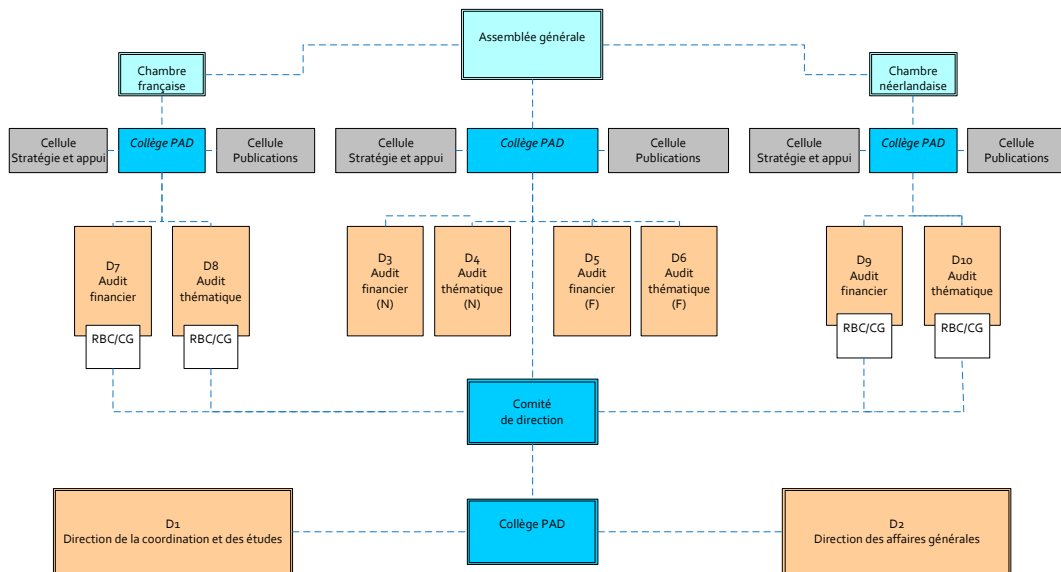 Assemblée générale
Chambre
française
Chambre
néerlandaise
Cellule
Stratégie et appui
Collège PAD
Cellule
Publications
Cellule
Stratégie et appui
Collège PAD
Cellule
Publications
Cellule
Stratégie et appui
Collège PAD
Cellule
Publications
D7
Audit
financier
RBC/CG
D8
Audit
thématique
RBC/CG
D3
Audit
financier
(N)
D4
Audit
thématique
(N)
D5
Audit
financier
(F)
D6
Audit
thématique
(F)
D9
Audit
financier
RBC/CG
D10
Audit
thématique
RBC/CG
Comité
de direction
D1
Direction de la coordination et des études
Collège PAD
D2
Direction des affaires générales